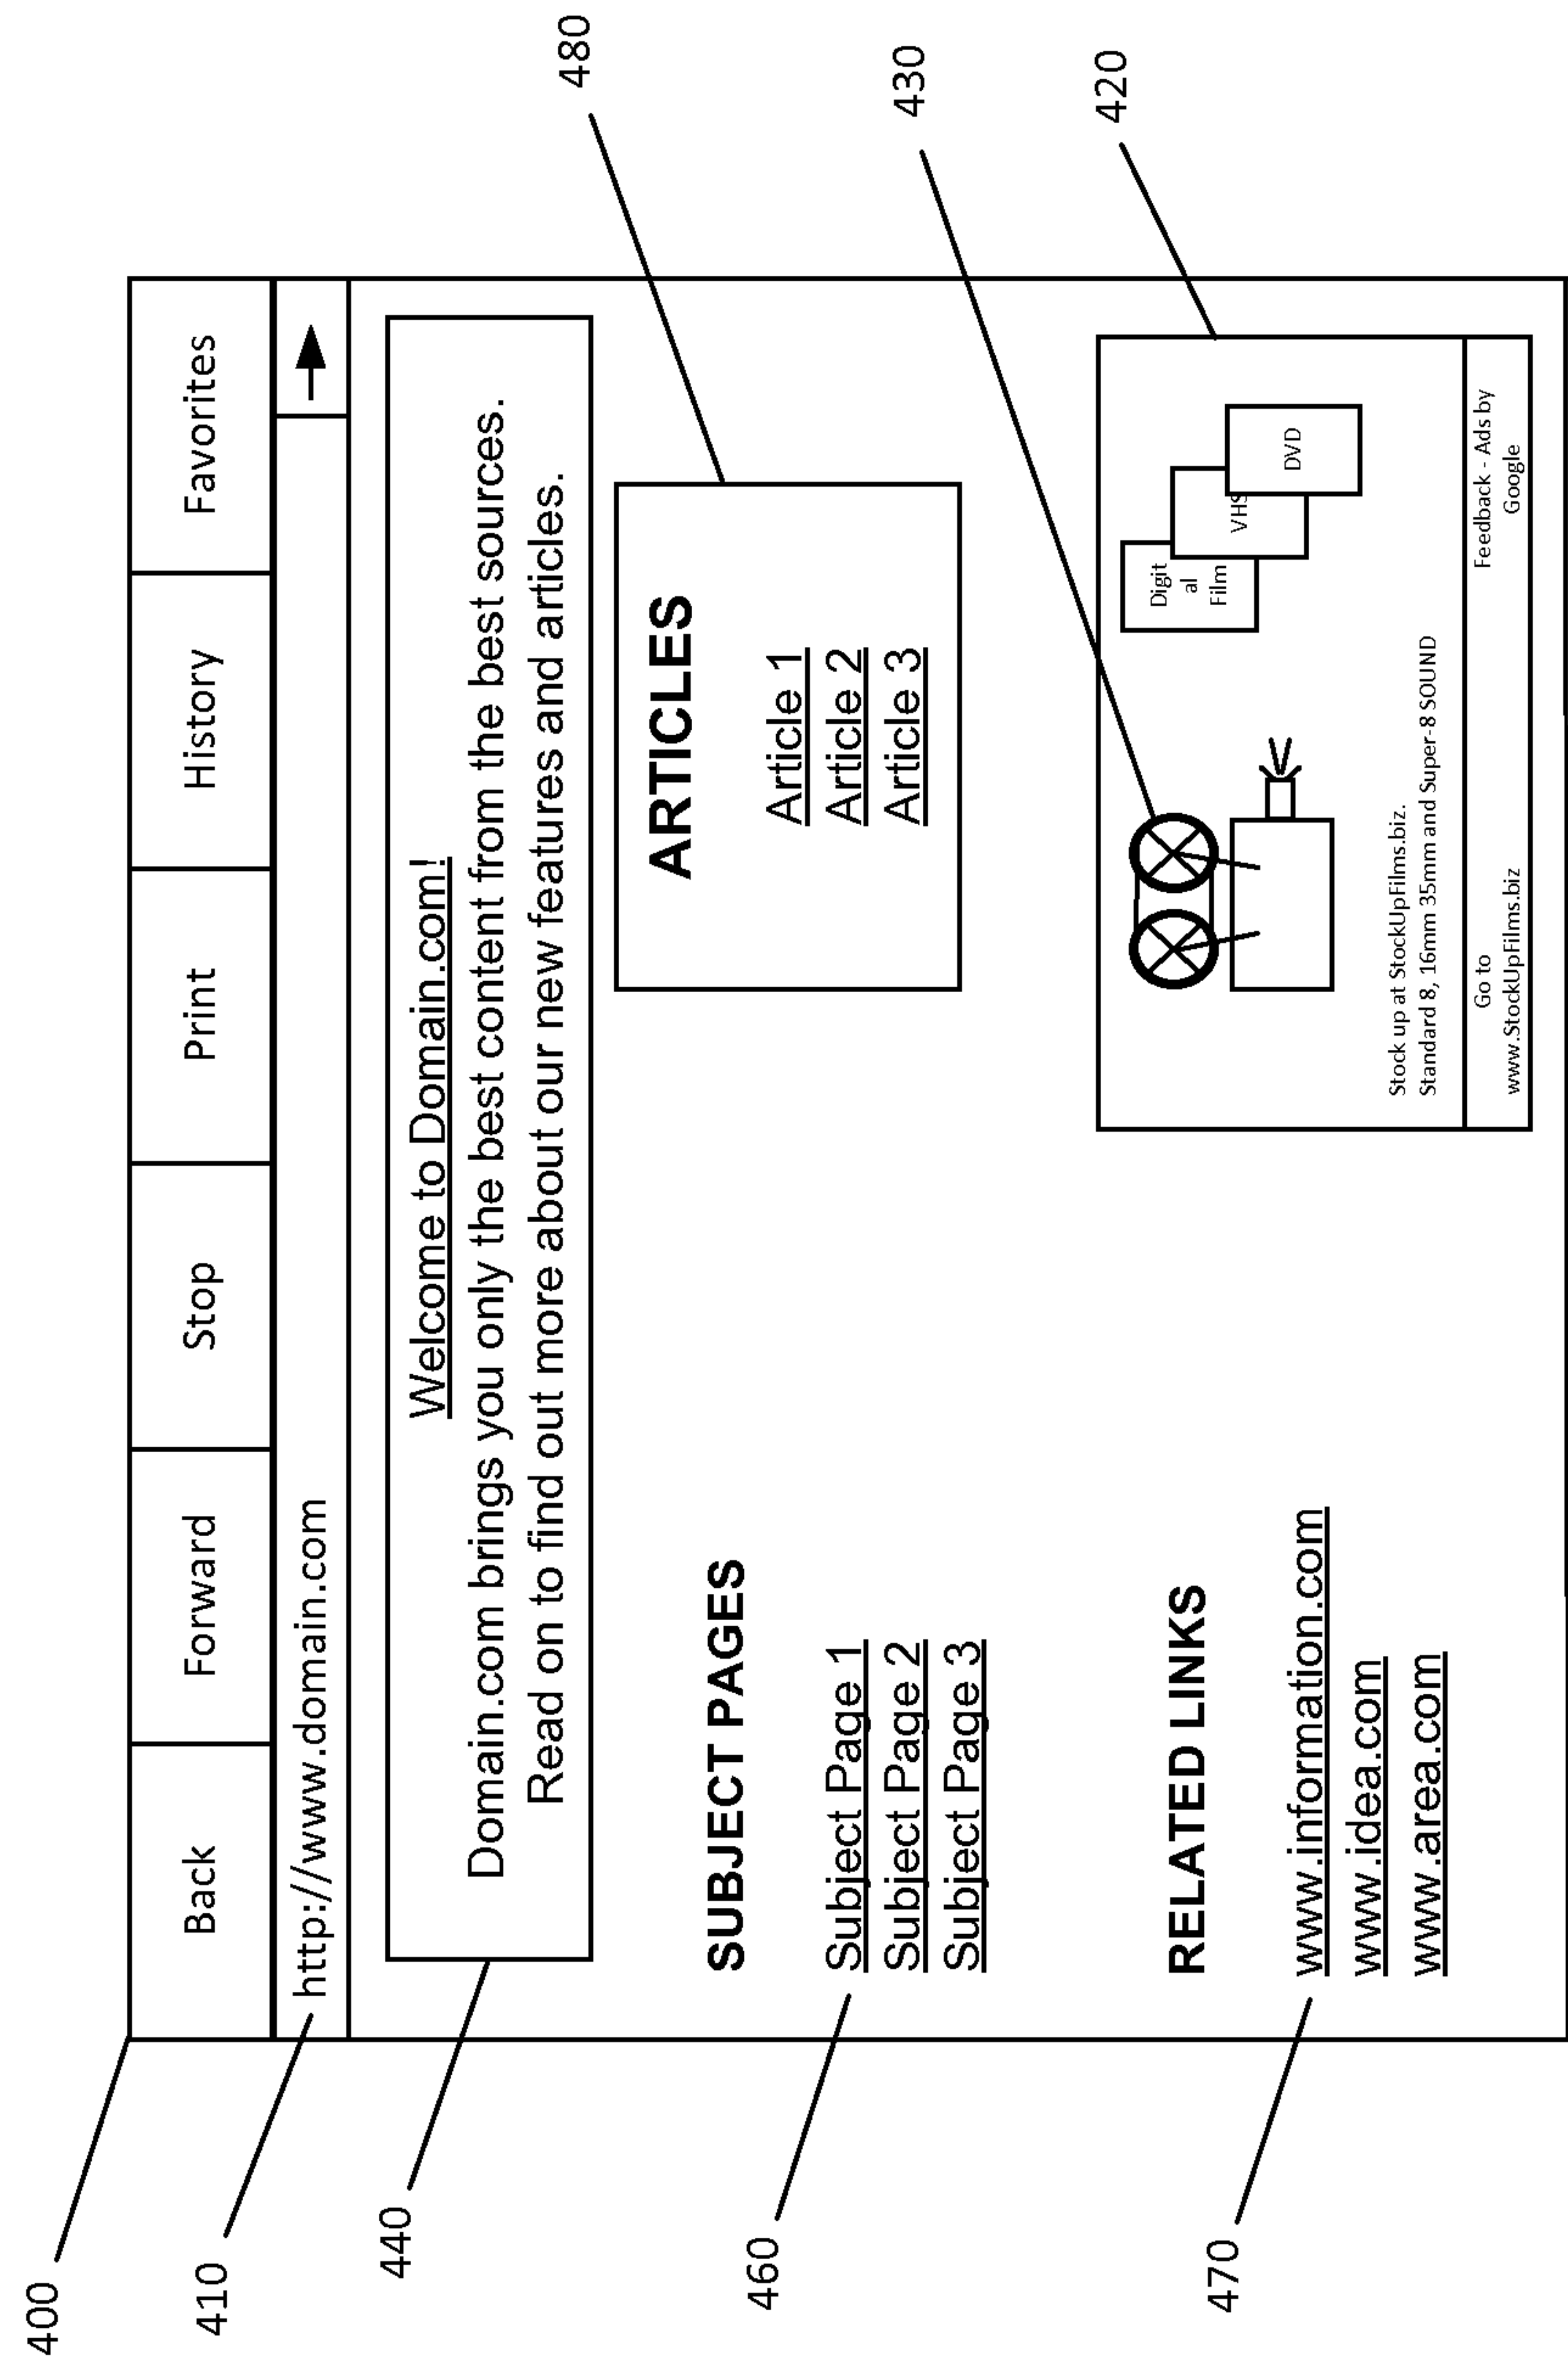 400
Back Forward Stop Print History Favorites
410
http://www.domain.com
440
Welcome to Domain.com!
Domain.com brings you only the best content from the best sources.
Read on to find out more about our new features and articles.
480
ARTICLES
Article 1
Article 2
Article 3
SUBJECT PAGES
460
Subject Page 1
Subject Page 2
Subject Page 3
430
420
RELATED LINKS
470
www.information.com
www.idea.com
www.area.com
Digit
al
Film
VHS
DVD
Stock up at StockUpFilms.biz.
Standard 8, 16mm 35mm and Super-8 SOUND
Go to
www.StockUpFilms.biz
Feedback - Ads by
Google